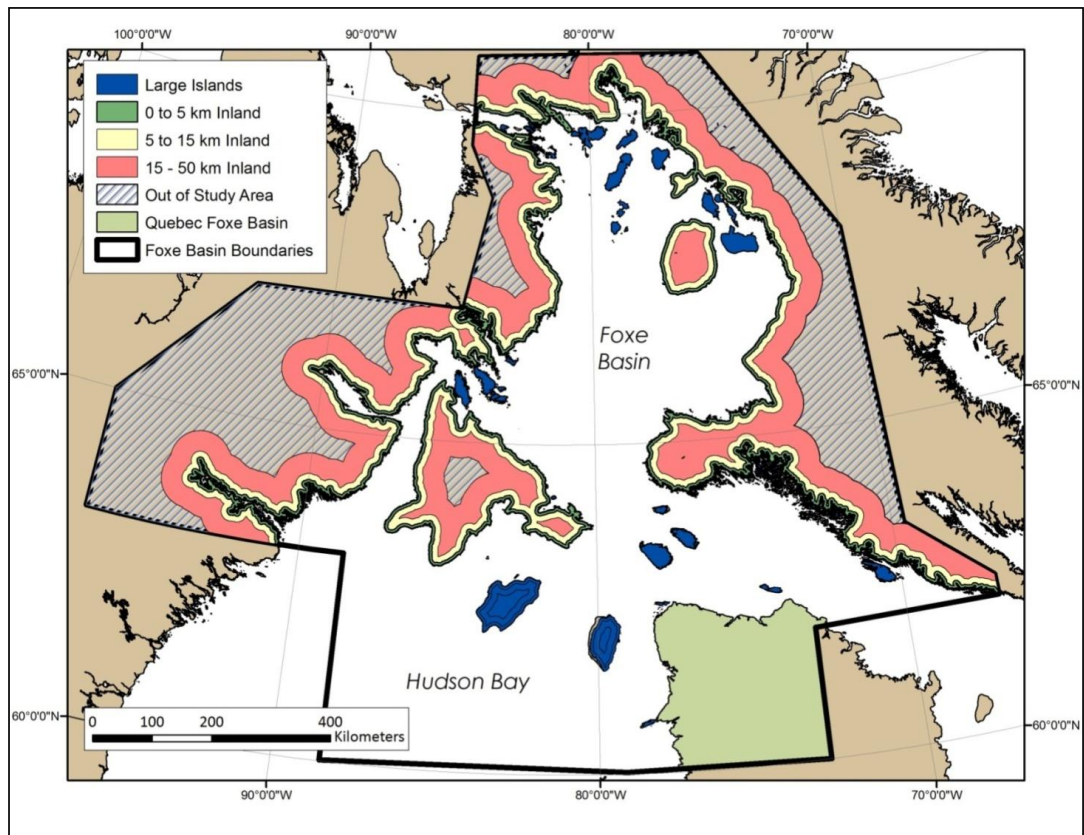 100°0'0"W 90°0'0"W 80°0'0"W 70°0'0"W
Large Islands
0 to 5 km Inland
5 to 15 km Inland
15 - 50 km Inland
Out of Study Area
Quebec Foxe Basin
Foxe Basin Boundaries
Foxe
Basin
65°0'0"N 65°0'0"N
Hudson Bay
60°0'0"N 60°0'0"N
0 100 200 400
Kilometers
90°0'0"W 80°0'0"W 70°0'0"W